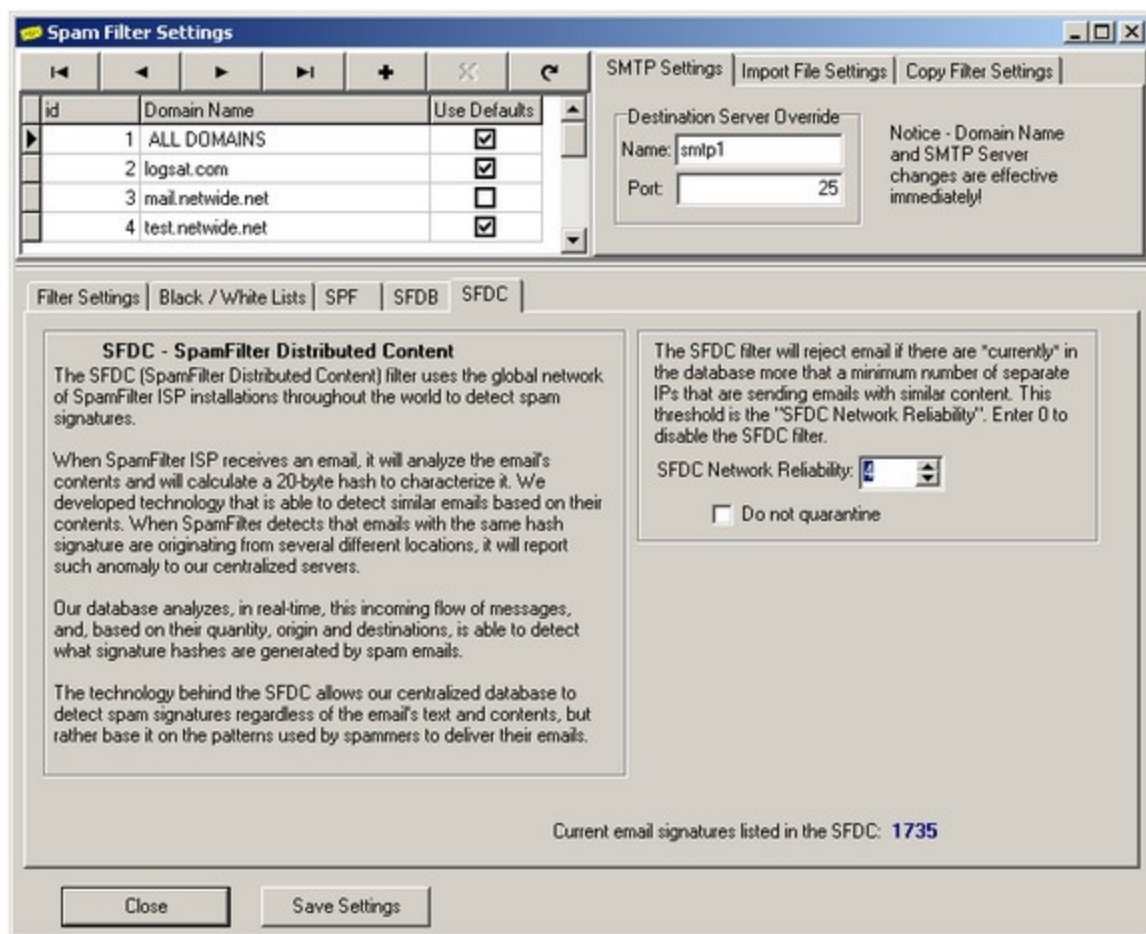 Spam Filter Settings
id Domain Name Use Defaults
1 ALL DOMAINS
2 logsat.com
3 mail.netwide.net
4 test.netwide.net
SMTP Settings Import File Settings Copy Filter Settings
Destination Server Override
Name: smtp1
Port: 25
Notice - Domain Name
and SMTP Server
changes are effective
immediately!
Filter Settings Black / White Lists SPF SFDB SFDC
SFDC - SpamFilter Distributed Content
The SFDC (SpamFilter Distributed Content) filter uses the global network
of SpamFilter ISP installations throughout the world to detect spam
signatures.
When SpamFilter ISP receives an email, it will analyze the email's
contents and will calculate a 20-byte hash to characterize it. We
developed technology that is able to detect similar emails based on their
contents. When SpamFilter detects that emails with the same hash
signature are originating from several different locations, it will report
such anomaly to our centralized servers.
Our database analyzes, in real-time, this incoming flow of messages,
and, based on their quantity, origin and destinations, is able to detect
what signature hashes are generated by spam emails.
The technology behind the SFDC allows our centralized database to
detect spam signatures regardless of the email's text and contents, but
rather base it on the patterns used by spammers to deliver their emails.
The SFDC filter will reject email if there are *currently* in
the database more that a minimum number of separate
IPs that are sending emails with similar content. This
threshold is the "SFDC Network Reliability". Enter 0 to
disable the SFDC filter.
SFDC Network Reliability: 4
Do not quarantine
Current email signatures listed in the SFDC: 1735
Close Save Settings